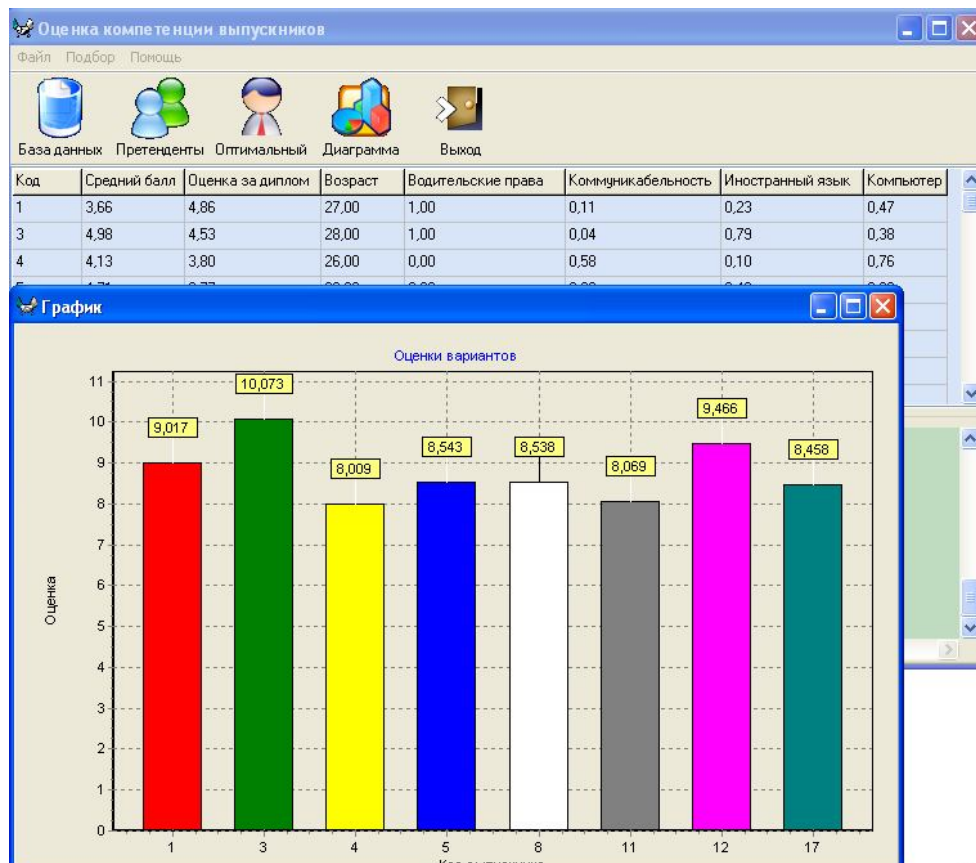 Оценка компетенции выпускников
Файл Подбор Помощь
База данных Претенденты Оптимальный Диаграмма Выход
Код Средний балл Оценка за диплом Возраст Водительские права Коммуникабельность Иностранный язык Компьютер
1 3,66 4,86 27,00 1,00 0,11 0,23 0,47
3 4,98 4,53 28,00 1,00 0,04 0,79 0,38
4 4,13 3,80 26,00 0,00 0,58 0,10 0,76
График
Оценки вариантов
11
10
9
8
7
6
5
4
3
2
1
0
Оценка
9,017
10,073
8,009
8,543
8,538
8,069
9,466
8,458
1 3 4 5 8 11 12 17